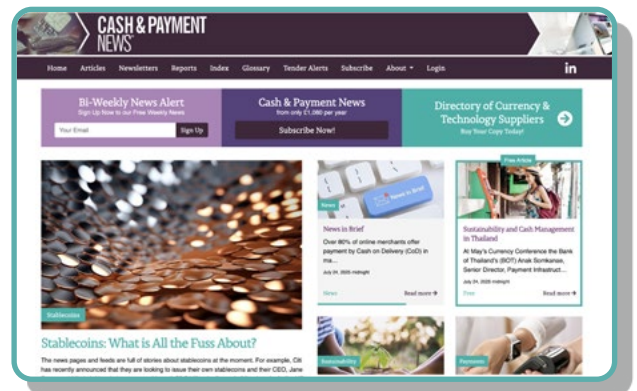 CASH & PAYMENT
NEWS
Home Articles Newsletters Reports Index Glossary Tender Alerts Subscribe About Login
in
Bi-Weekly News Alert
Sign Up Now to our Free Weekly News
Your Email Sign Up
Cash & Payment News
from only £1,080 per year
Subscribe Now!
Directory of Currency &
Technology Suppliers
Buy Your Copy Today!
Stablecoins
Stablecoins: What is All the Fuss About?
The news pages and feeds are full of stories about stablecoins at the moment. For example, Citi
has recently announced that they are looking to issue their own stablecoins and their CEO, Jane
News in Brief
News
News in Brief
Over 80% of online merchants offer
payment by Cash on Delivery (CoD) in
ma...
July 24, 2025 midnight
News Read more
Free Article
Sustainability and Cash Management
in Thailand
At May's Currency Conference the Bank
of Thailand's (BOT) Anak Somkanae,
Senior Director, Payment Infrastruct...
July 24, 2025 midnight
Free Read more
Sustainability
Payments